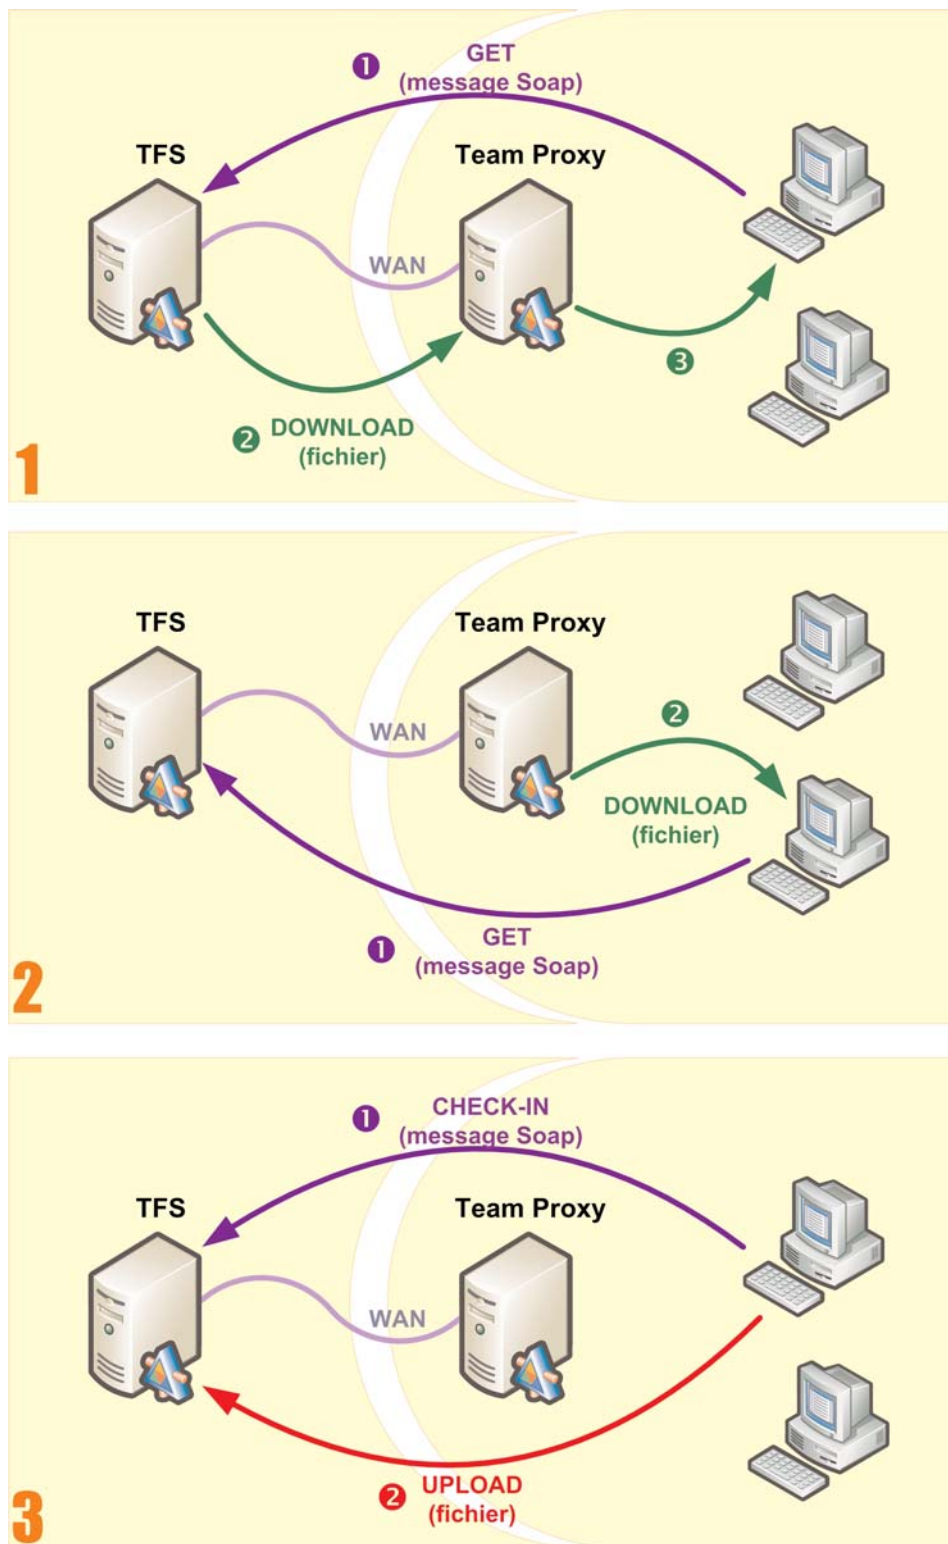 ❶ GET
(message Soap)
TFS
Team Proxy
WAN
❸
❷ DOWNLOAD
(fichier)
1
TFS
Team Proxy
❷
WAN
DOWNLOAD
(fichier)
❶ GET
(message Soap)
2
❶ CHECK-IN
(message Soap)
TFS
Team Proxy
WAN
❷ UPLOAD
(fichier)
3